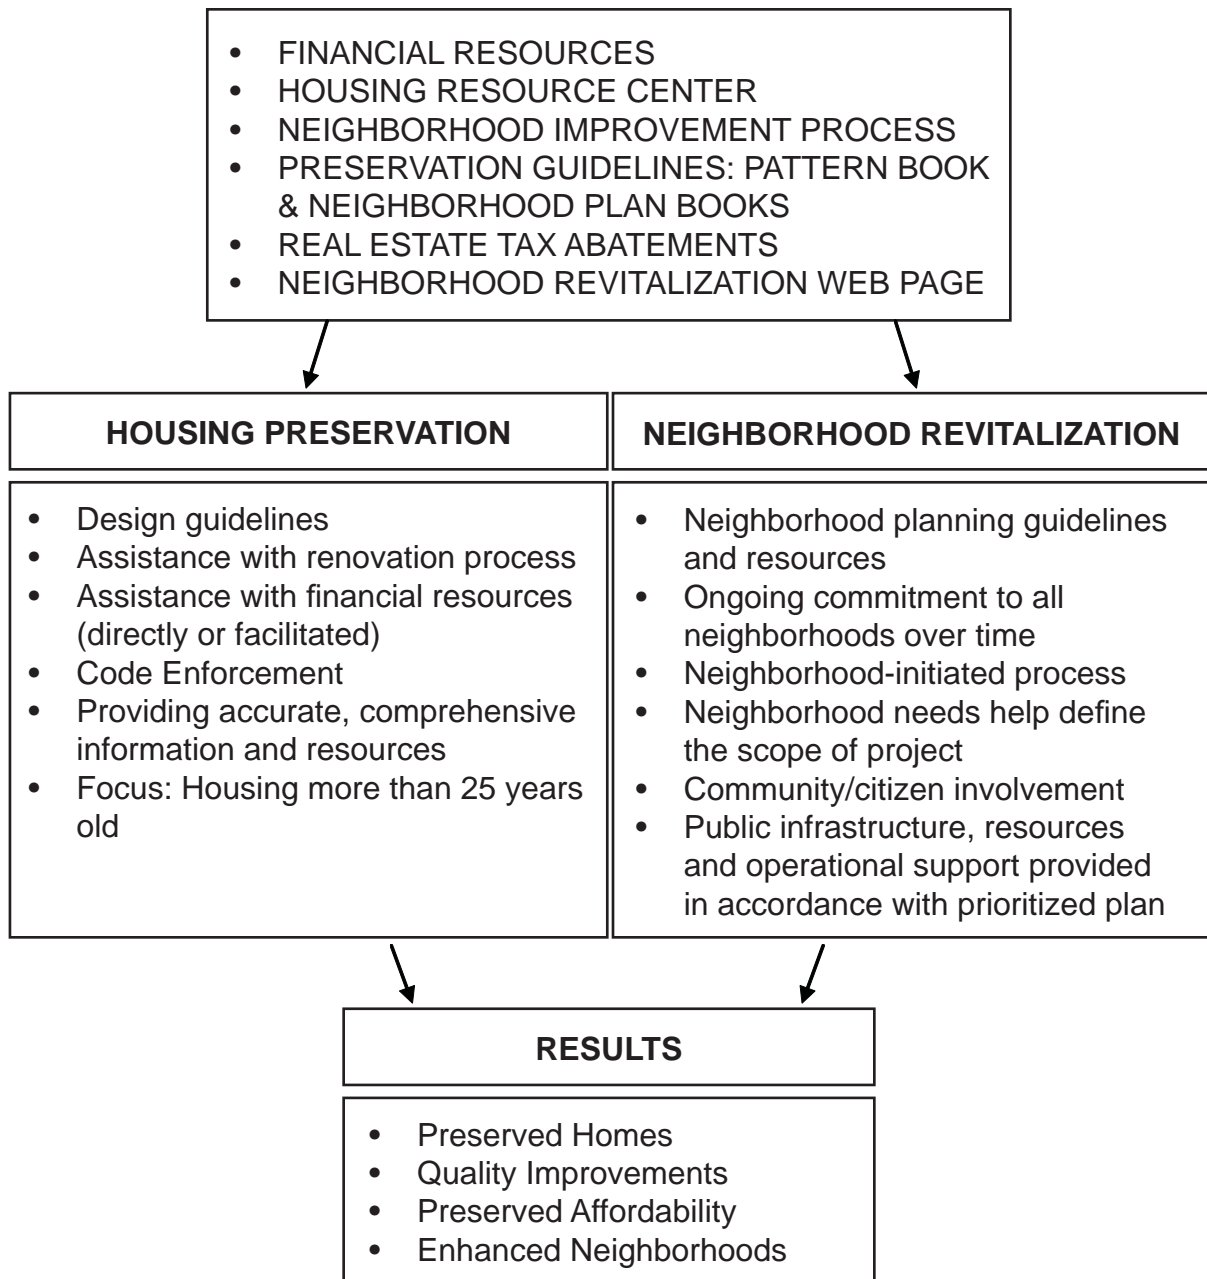 • FINANCIAL RESOURCES
• HOUSING RESOURCE CENTER
• NEIGHBORHOOD IMPROVEMENT PROCESS
• PRESERVATION GUIDELINES: PATTERN BOOK
& NEIGHBORHOOD PLAN BOOKS
• REAL ESTATE TAX ABATEMENTS
• NEIGHBORHOOD REVITALIZATION WEB PAGE
HOUSING PRESERVATION
• Design guidelines
• Assistance with renovation process
• Assistance with financial resources
(directly or facilitated)
• Code Enforcement
• Providing accurate, comprehensive
information and resources
• Focus: Housing more than 25 years
old
NEIGHBORHOOD REVITALIZATION
• Neighborhood planning guidelines
and resources
• Ongoing commitment to all
neighborhoods over time
• Neighborhood-initiated process
• Neighborhood needs help define
the scope of project
• Community/citizen involvement
• Public infrastructure, resources
and operational support provided
in accordance with prioritized plan
RESULTS
• Preserved Homes
• Quality Improvements
• Preserved Affordability
• Enhanced Neighborhoods